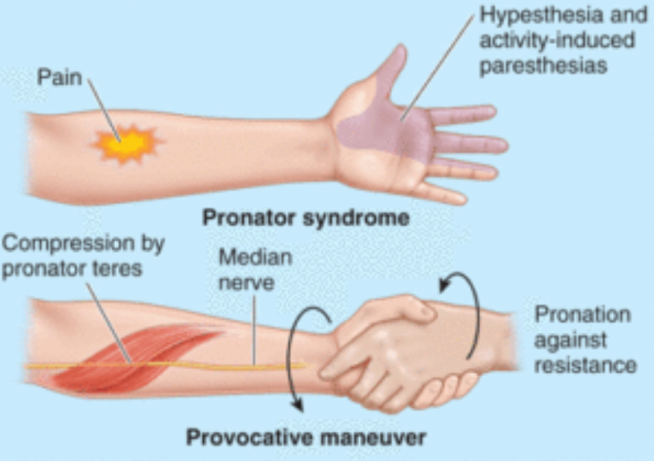 Hypesthesia and
activity-induced
paresthesias
Pain
Pronator syndrome
Compression by
pronator teres
Median
nerve
Pronation
against
resistance
Provocative maneuver